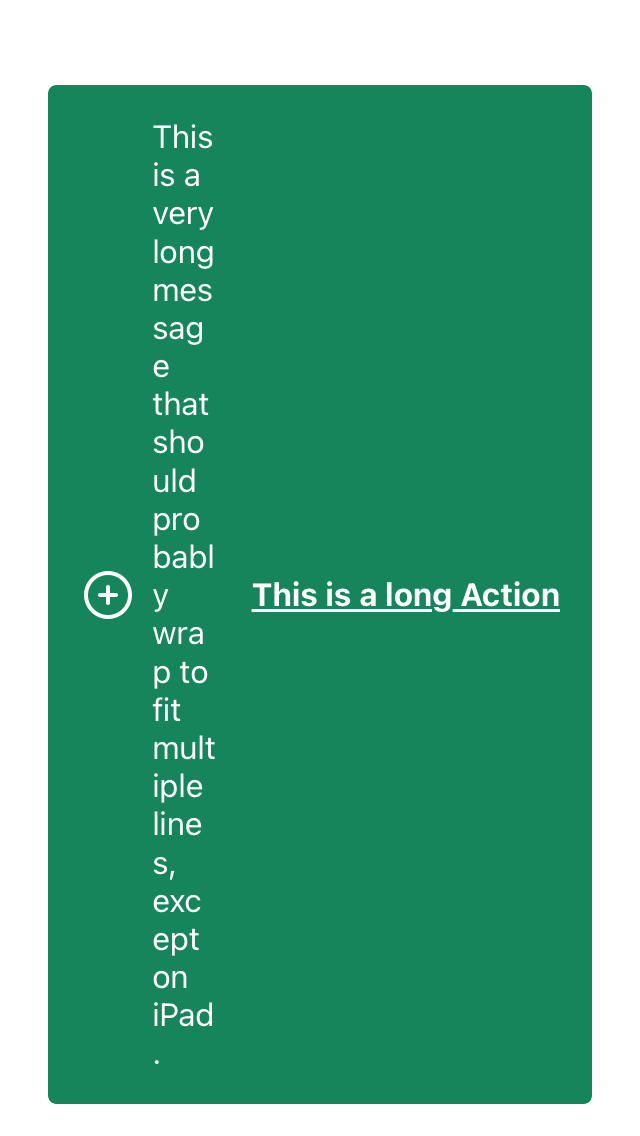 This
is a
very
long
mes
sag
e
that
sho
uld
pro
babl
y
wra
p to
fit
mult
iple
line
s,
exc
ept
on
iPad
.
This is a long Action